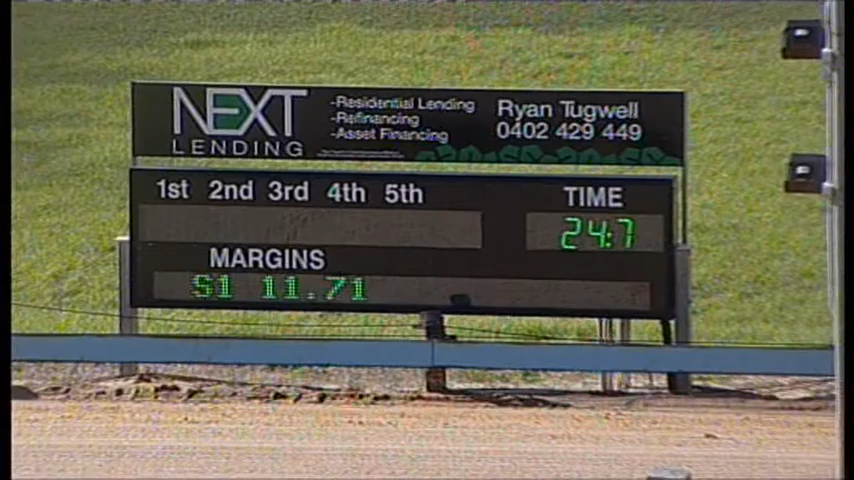 NEXT
LENDING
-Residential Lending
-Refinancing
-Asset Financing
Ryan Tugwell
0402 429 449
1st 2nd 3rd 4th 5th
TIME
24:7
MARGINS
S1 11.71